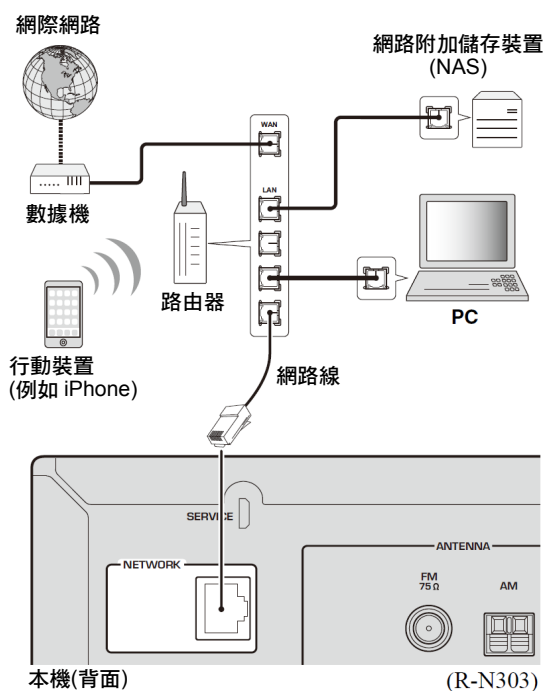 網際網路
網路附加儲存裝置
(NAS)
WAN
數據機
LAN
路由器
PC
行動裝置
(例如 iPhone)
網路線
SERVICE
NETWORK
ANTENNA
FM
75 Ω
AM
本機(背面)
(R-N303)